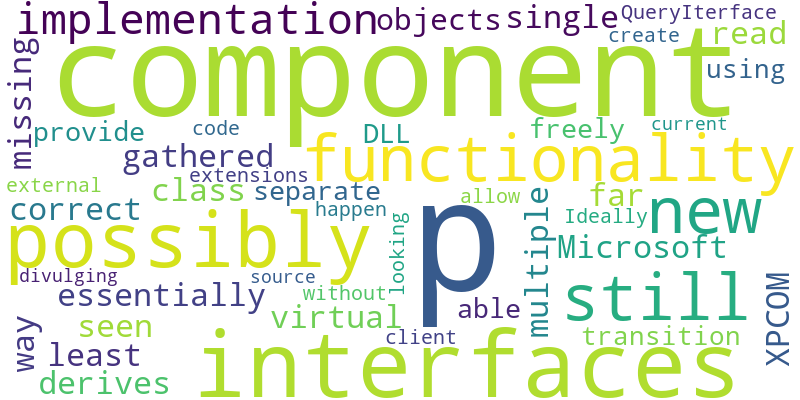 implementation
objects
single
QueryIterface
create
read
component
using
missing
provide
code
DLL
freely
current
gathered
functionality
extensions
external
class
separate
p
allow
far
new
correct
happen
Ideally
possibly
looking
multiple
Microsoft
divulging
source
still
essentially
without
able
XPCOM
virtual
way
seen
client
transition
least
interfaces
derives